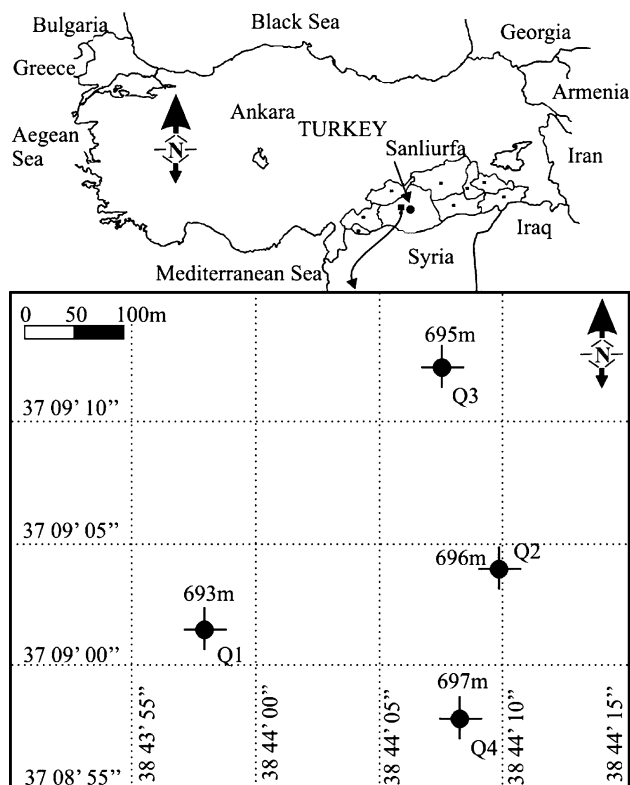 Bulgaria
Black Sea
Georgia
Greece
Armenia
Ankara
TURKEY
Aegean
Sea
N
Sanliurfa
Iran
Iraq
Syria
Mediterranean Sea
0 50 100m
N
695m
Q3
37 09' 10''
37 09' 05''
696m
Q2
693m
Q1
37 09' 00''
697m
Q4
37 08' 55''
38 43' 55''
38 44' 00''
38 44' 05''
38 44' 10''
38 44' 15''